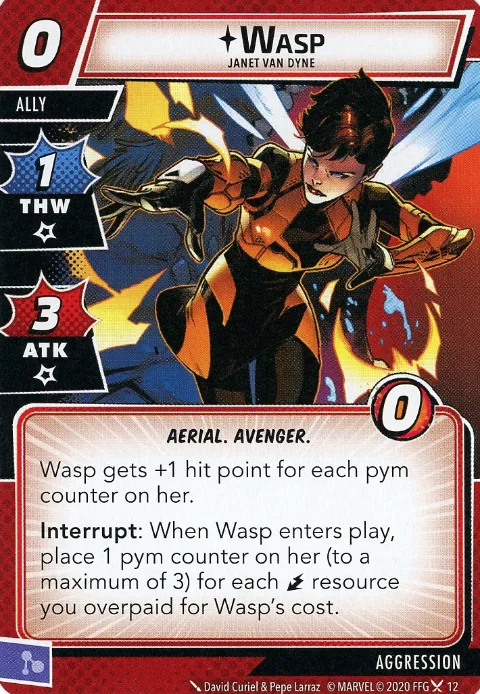 0
WASP
JANET VAN DYNE
ALLY
1
THW
3
ATK
0
AERIAL. AVENGER.
Wasp gets +1 hit point for each pym
counter on her.
Interrupt: When Wasp enters play,
place 1 pym counter on her (to a
maximum of 3) for each resource
you overpaid for Wasp's cost.
AGGRESSION
David Curiel & Pepe Larraz © MARVEL © 2020 FFG 12